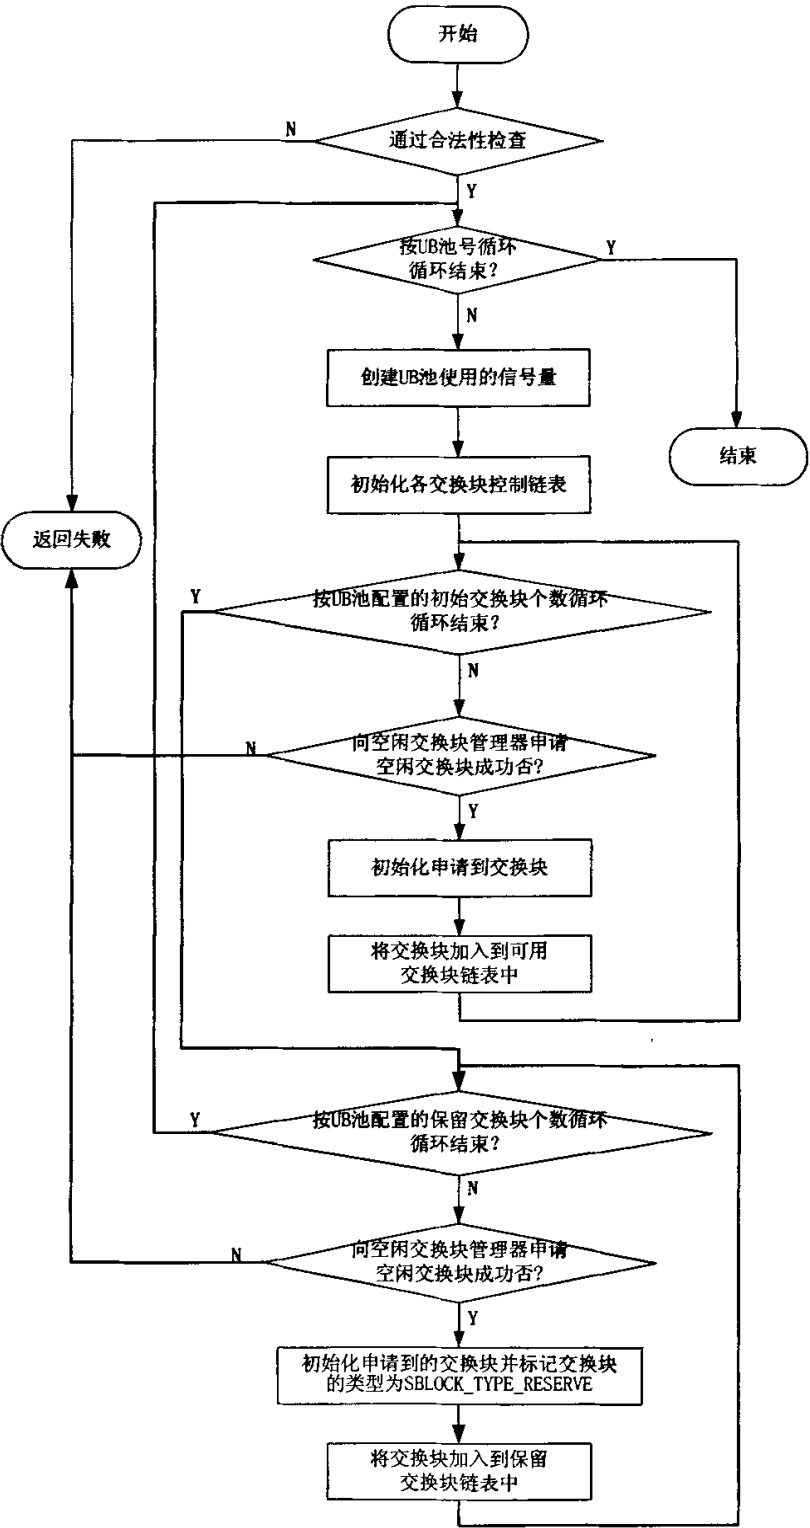 开始
N
通过合法性检查
Y
按UB池号循环
循环结束？
Y
N
创建UB池使用的信号量
结束
初始化各交换块控制链表
返回失败
Y
按UB池配置的初始交换块个数循环
循环结束？
N
N
向空闲交换块管理器申请
空闲交换块成功否？
Y
初始化申请到交换块
将交换块加入到可用
交换块链表中
Y
按UB池配置的保留交换块个数循环
循环结束？
N
N
向空闲交换块管理器申请
空闲交换块成功否？
Y
初始化申请到的交换块并标记交换块
的类型为SBLOCK_TYPE_RESERVE
将交换块加入到保留
交换块链表中